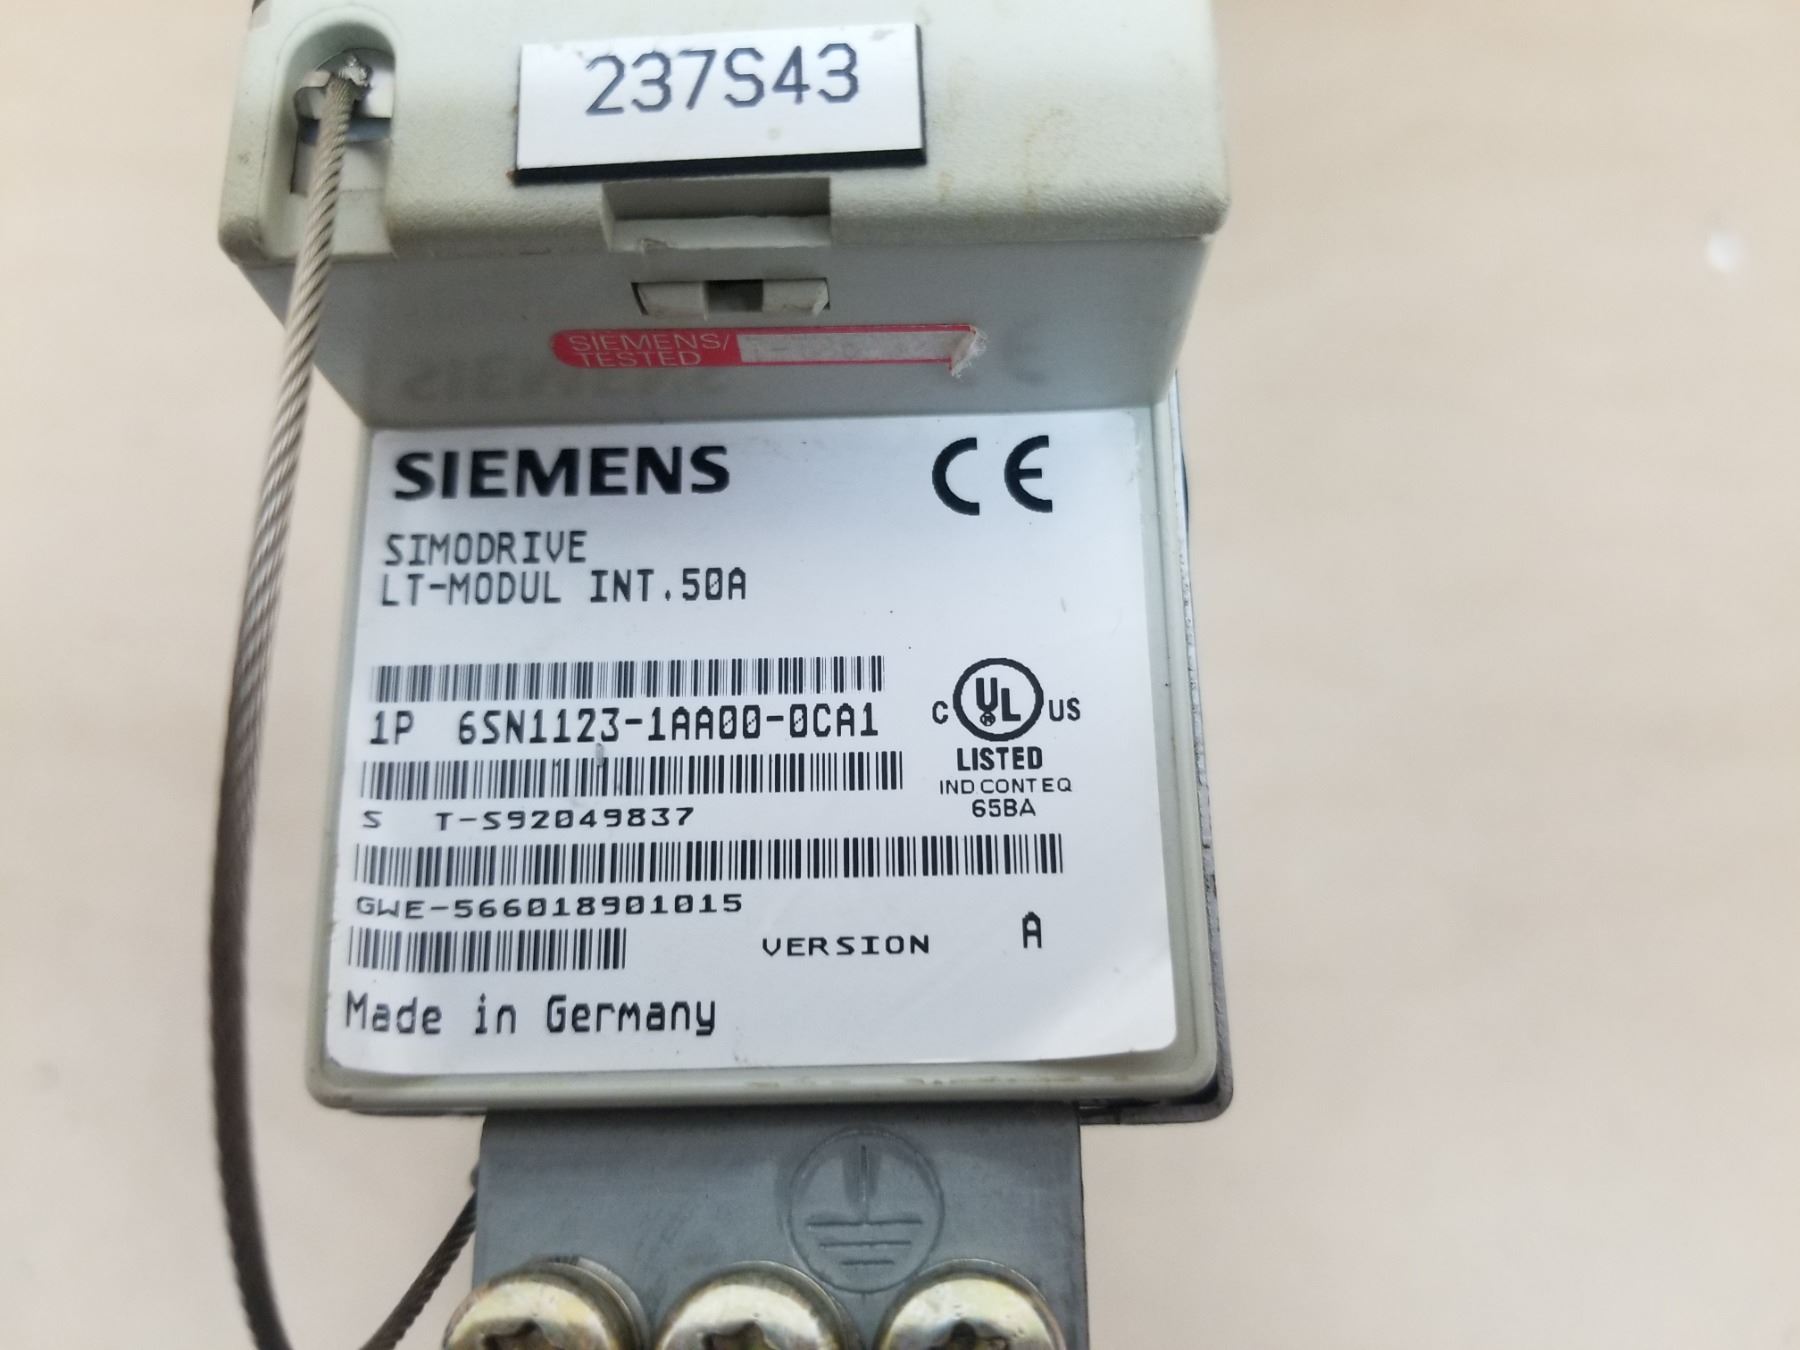 237S43
SIEMENS/
TESTED
SIEMENS
CE
SIMODRIVE
LT-MODUL INT.50A
1P 6SN1123-1AA00-0CA1
C UL US
®
LISTED
IND.CONT.EQ
65BA
S T-S92049837
GWE-566018901015
VERSION A
Made in Germany